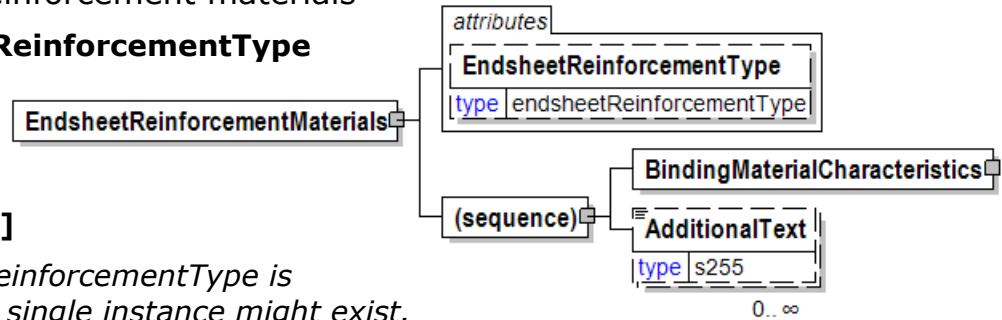 inforcement materials
ReinforcementType
]
einforcementType is
single instance might exist.
EndsheetReinforcementMaterials
attributes
EndsheetReinforcementType
type endsheetReinforcementType
(sequence)
BindingMaterialCharacteristics
AdditionalText
type s255
0.. ∞